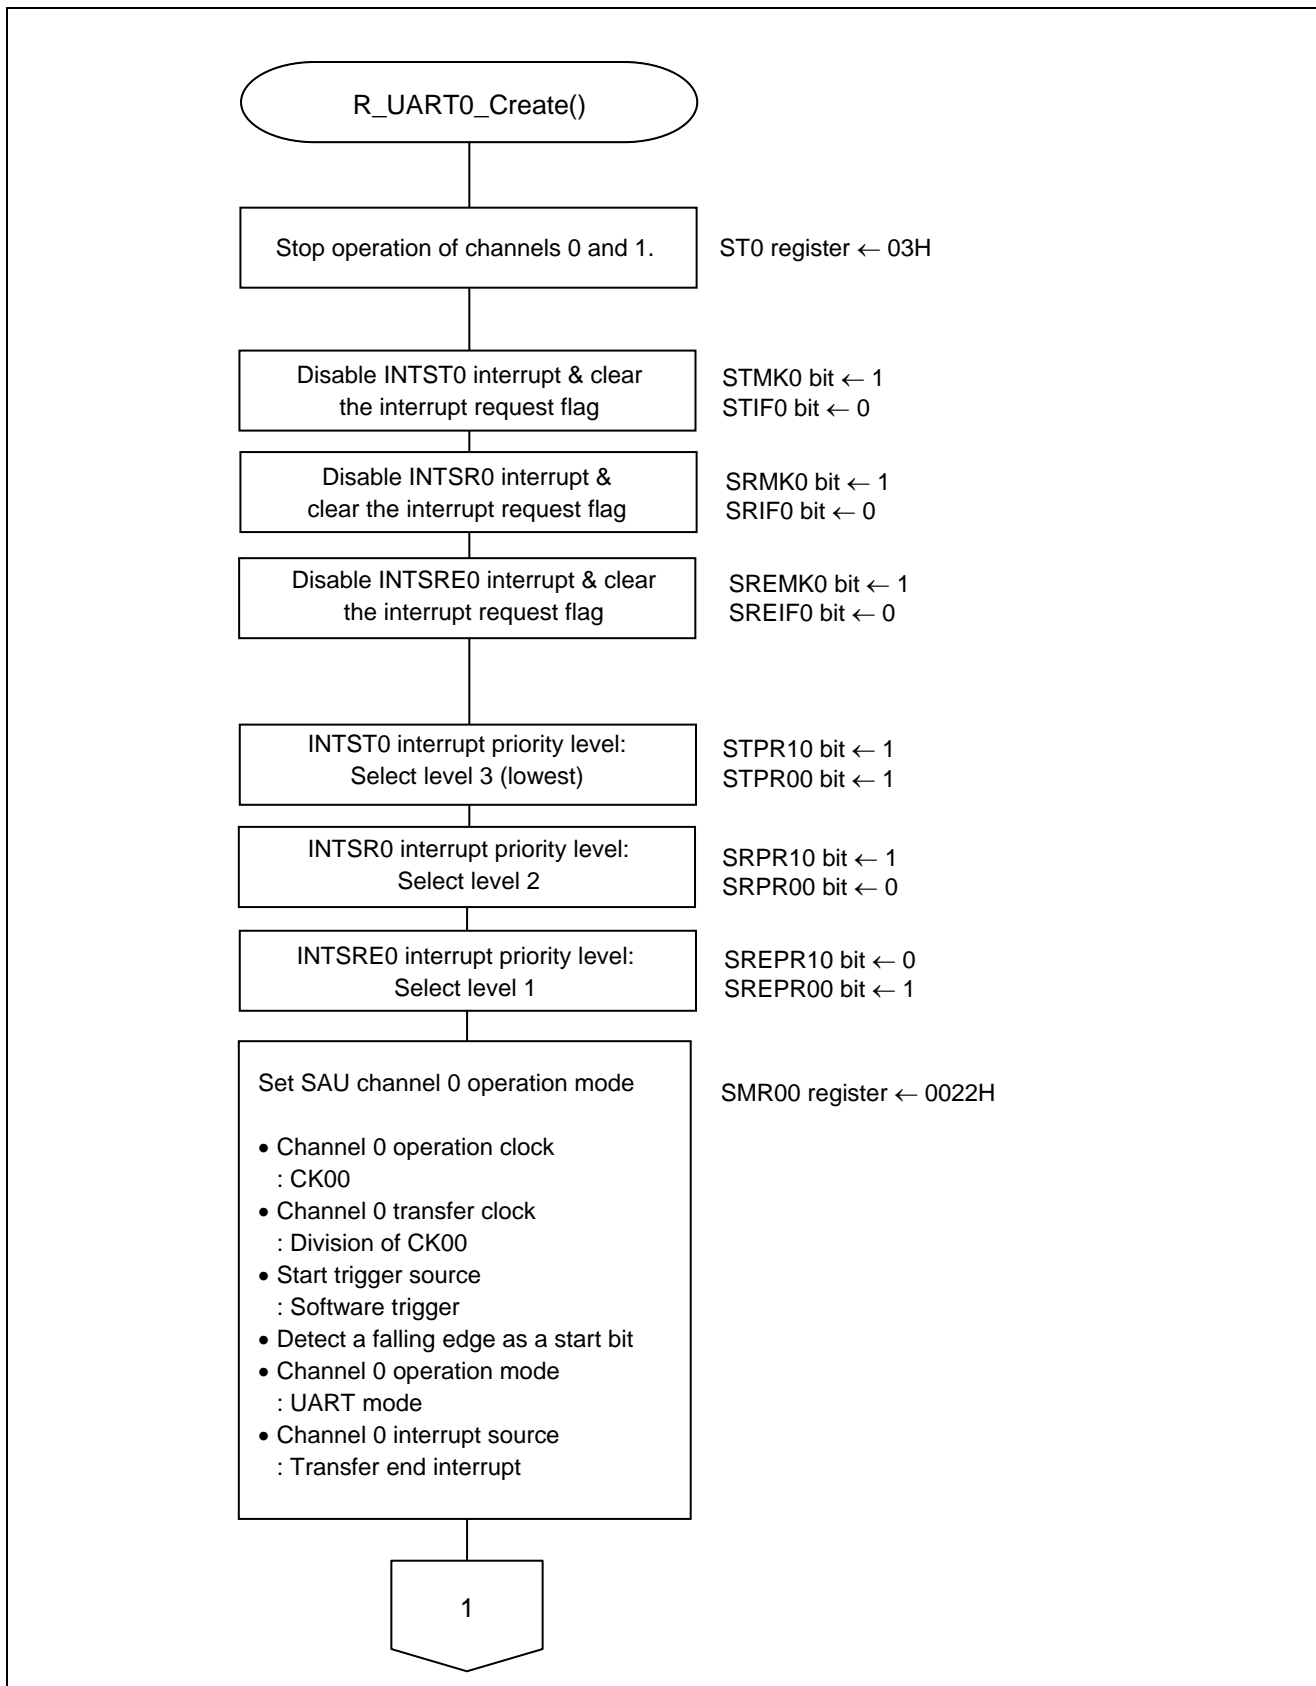 R_UART0_Create()
Stop operation of channels 0 and 1.
ST0 register ← 03H
Disable INTST0 interrupt & clear
the interrupt request flag
STMK0 bit ← 1
STIF0 bit ← 0
Disable INTSR0 interrupt &
clear the interrupt request flag
SRMK0 bit ← 1
SRIF0 bit ← 0
Disable INTSRE0 interrupt & clear
the interrupt request flag
SREMK0 bit ← 1
SREIF0 bit ← 0
INTST0 interrupt priority level:
Select level 3 (lowest)
STPR10 bit ← 1
STPR00 bit ← 1
INTSR0 interrupt priority level:
Select level 2
SRPR10 bit ← 1
SRPR00 bit ← 0
INTSRE0 interrupt priority level:
Select level 1
SREPR10 bit ← 0
SREPR00 bit ← 1
Set SAU channel 0 operation mode
SMR00 register ← 0022H
• Channel 0 operation clock
: CK00
• Channel 0 transfer clock
: Division of CK00
• Start trigger source
: Software trigger
• Detect a falling edge as a start bit
• Channel 0 operation mode
: UART mode
• Channel 0 interrupt source
: Transfer end interrupt
1